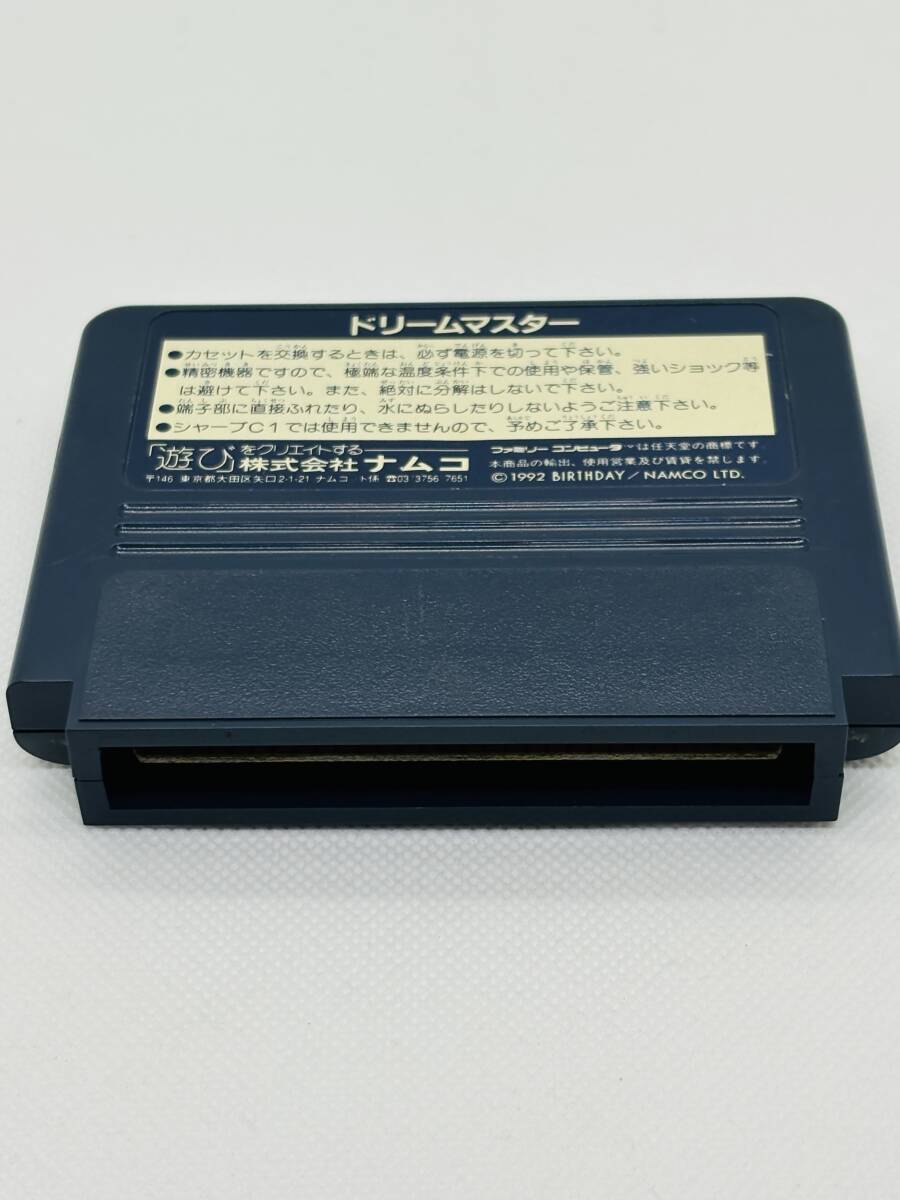 ドリームマスター
●カセットを交換するときは、必ず電源を切って下さい。
●精密機器ですので、極端な温度条件下での使用や保管、強いショック等
は避けて下さい。また、絶対に分解はしないで下さい。
●端子部に直接ふれたり、水にぬらしたりしないようご注意下さい。
●シャープC1では使用できませんので、予めご了承下さい。
「遊び」をクリエイトする
株式会社ナムコ
〒146 東京都大田区矢口2-1-21 ナムコ ト係 ☎03 3756 7651
ファミリーコンピュータ™は任天堂の商標です
本商品の輸出、使用営業及び賃貸を禁じます。
©1992 BIRTHDAY/NAMCO LTD.